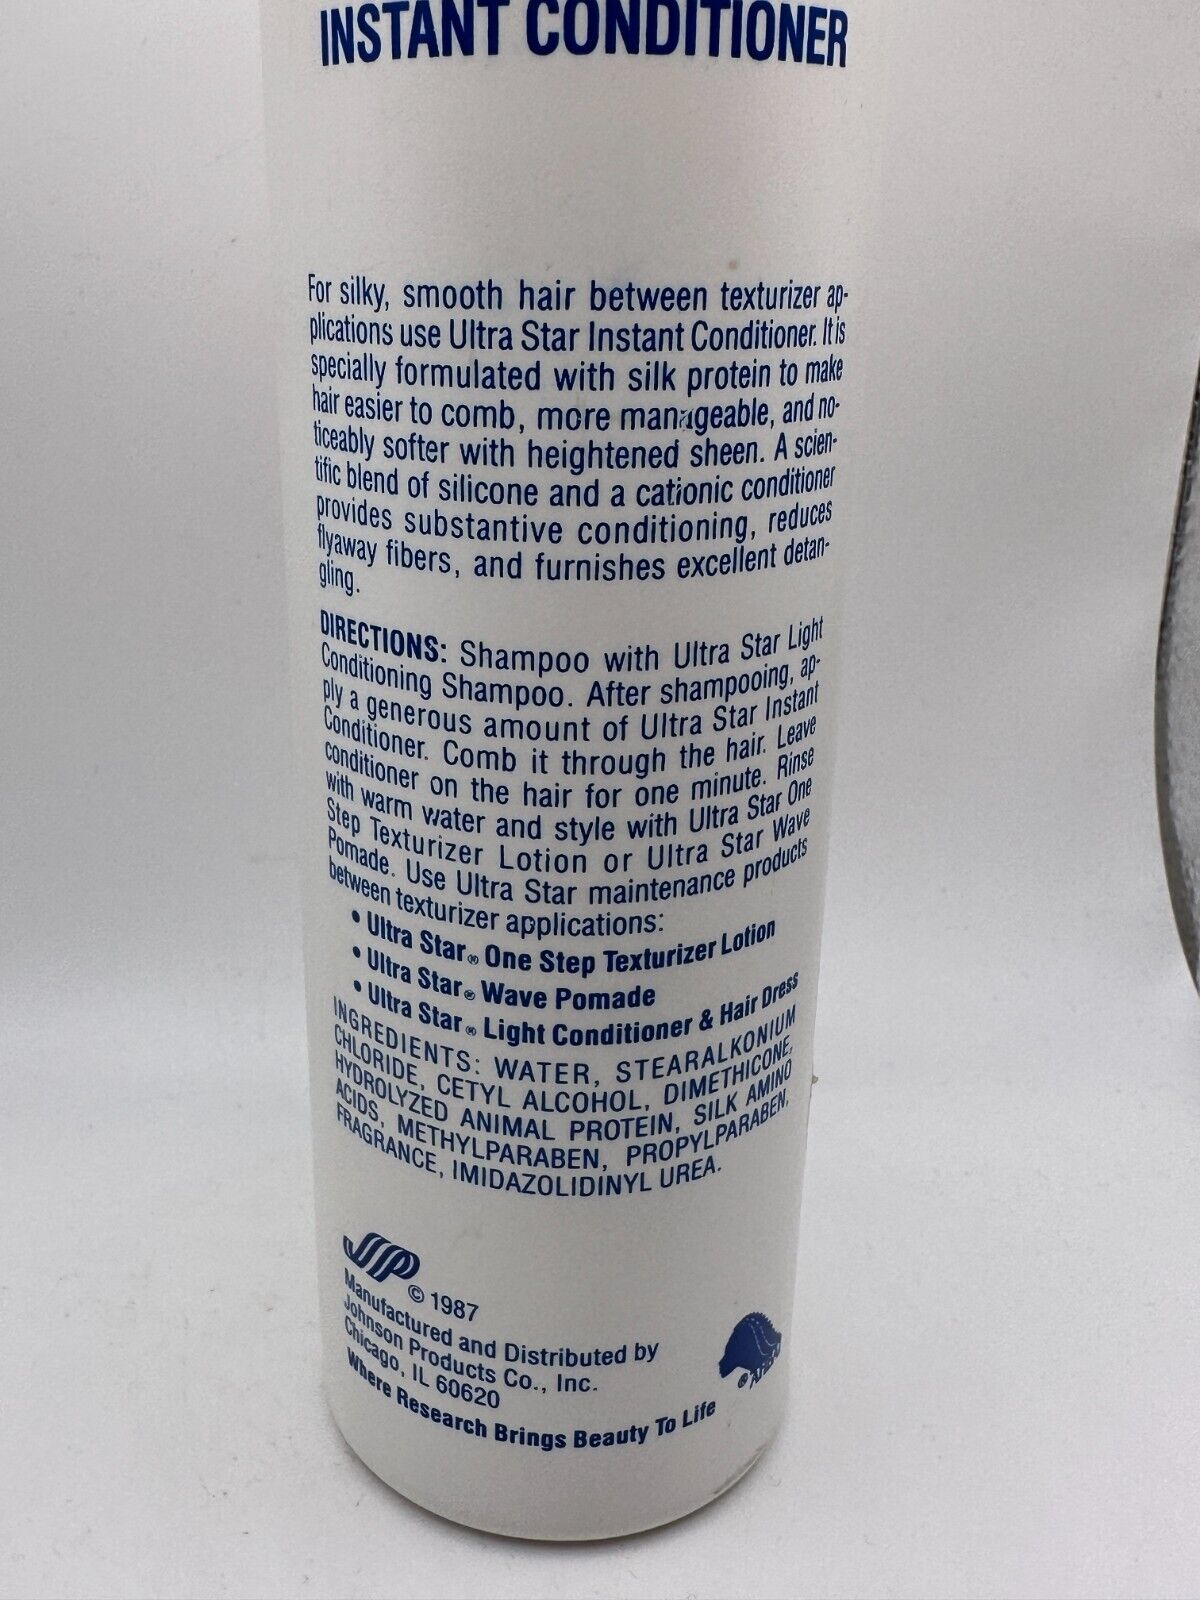 INSTANT CONDITIONER
For silky, smooth hair between texturizer ap-
plications use Ultra Star Instant Conditioner. It is
specially formulated with silk protein to make
hair easier to comb, more manageable, and no-
ticeably softer with heightened sheen. A scien-
tific blend of silicone and a cationic conditioner
provides substantive conditioning, reduces
flyaway fibers, and furnishes excellent detan-
gling.
DIRECTIONS: Shampoo with Ultra Star Light
Conditioning Shampoo. After shampooing, ap-
ply a generous amount of Ultra Star Instant
Conditioner. Comb it through the hair. Leave
conditioner on the hair for one minute. Rinse
with warm water and style with Ultra Star One
Step Texturizer Lotion or Ultra Star Wave
Pomade. Use Ultra Star maintenance products
between texturizer applications:
• Ultra Star® One Step Texturizer Lotion
• Ultra Star® Wave Pomade
• Ultra Star® Light Conditioner & Hair Dress
INGREDIENTS: WATER, STEARALKONIUM
CHLORIDE, CETYL ALCOHOL, DIMETHICONE,
HYDROLYZED ANIMAL PROTEIN, SILK AMINO
ACIDS, METHYLPARABEN, PROPYLPARABEN,
FRAGRANCE, IMIDAZOLIDINYL UREA.
JP © 1987
Manufactured and Distributed by
Johnson Products Co., Inc.
Chicago, IL 60620
Where Research Brings Beauty To Life